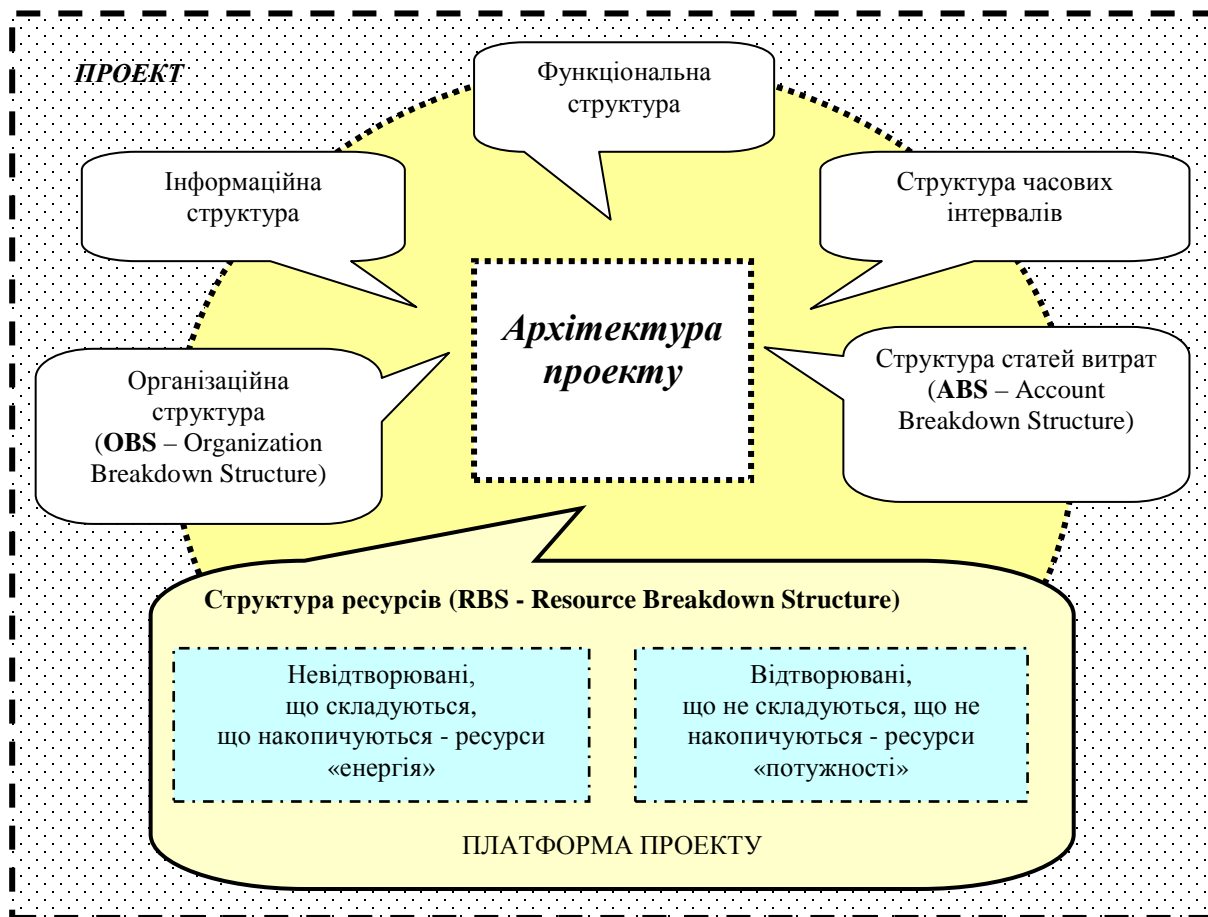 ПРОЕКТ
Функціональна
структура
Інформаційна
структура
Структура часових
інтервалів
Архітектура
проекту
Організаційна
структура
(OBS – Organization
Breakdown Structure)
Структура статей витрат
(ABS – Account
Breakdown Structure)
Структура ресурсів (RBS - Resource Breakdown Structure)
Невідтворювані,
що складуються,
що накопичуються - ресурси
«енергія»
Відтворювані,
що не складуються, що не
накопичуються - ресурси
«потужності»
ПЛАТФОРМА ПРОЕКТУ